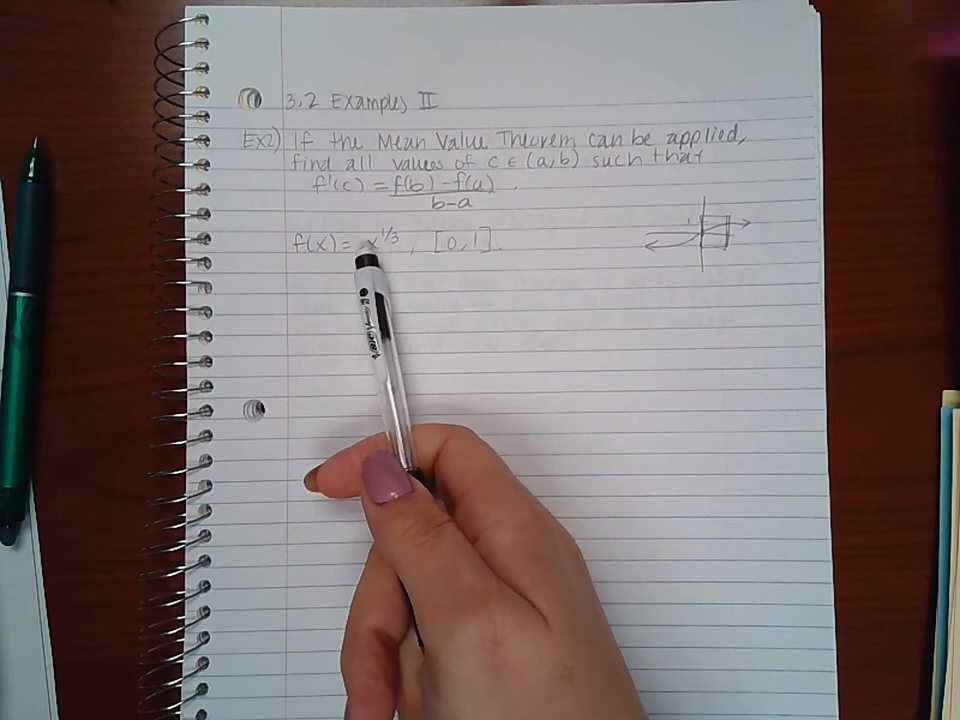 3.2 Examples II
Ex2) If the Mean Value Theorem can be applied,
find all values of c ∈ (a,b) such that
f'(c) = f(b) - f(a)
b-a
f(x) = x^1/3 , [0,1].